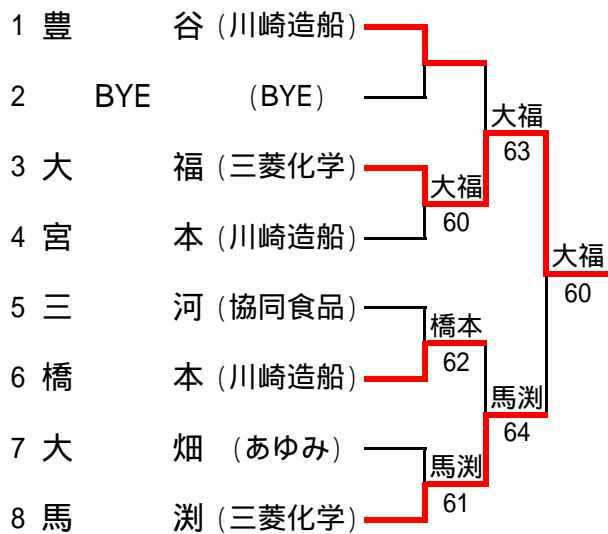 1 豊 谷 (川崎造船)
2 BYE (BYE)
大福
3 大 福 (三菱化学)
63
大福
4 宮 本 (川崎造船)
60
大福
60
5 三 河 (協同食品)
橋本
6 橋 本 (川崎造船)
62
馬渕
64
7 大 畑 (あゆみ)
馬渕
8 馬 渕 (三菱化学)
61